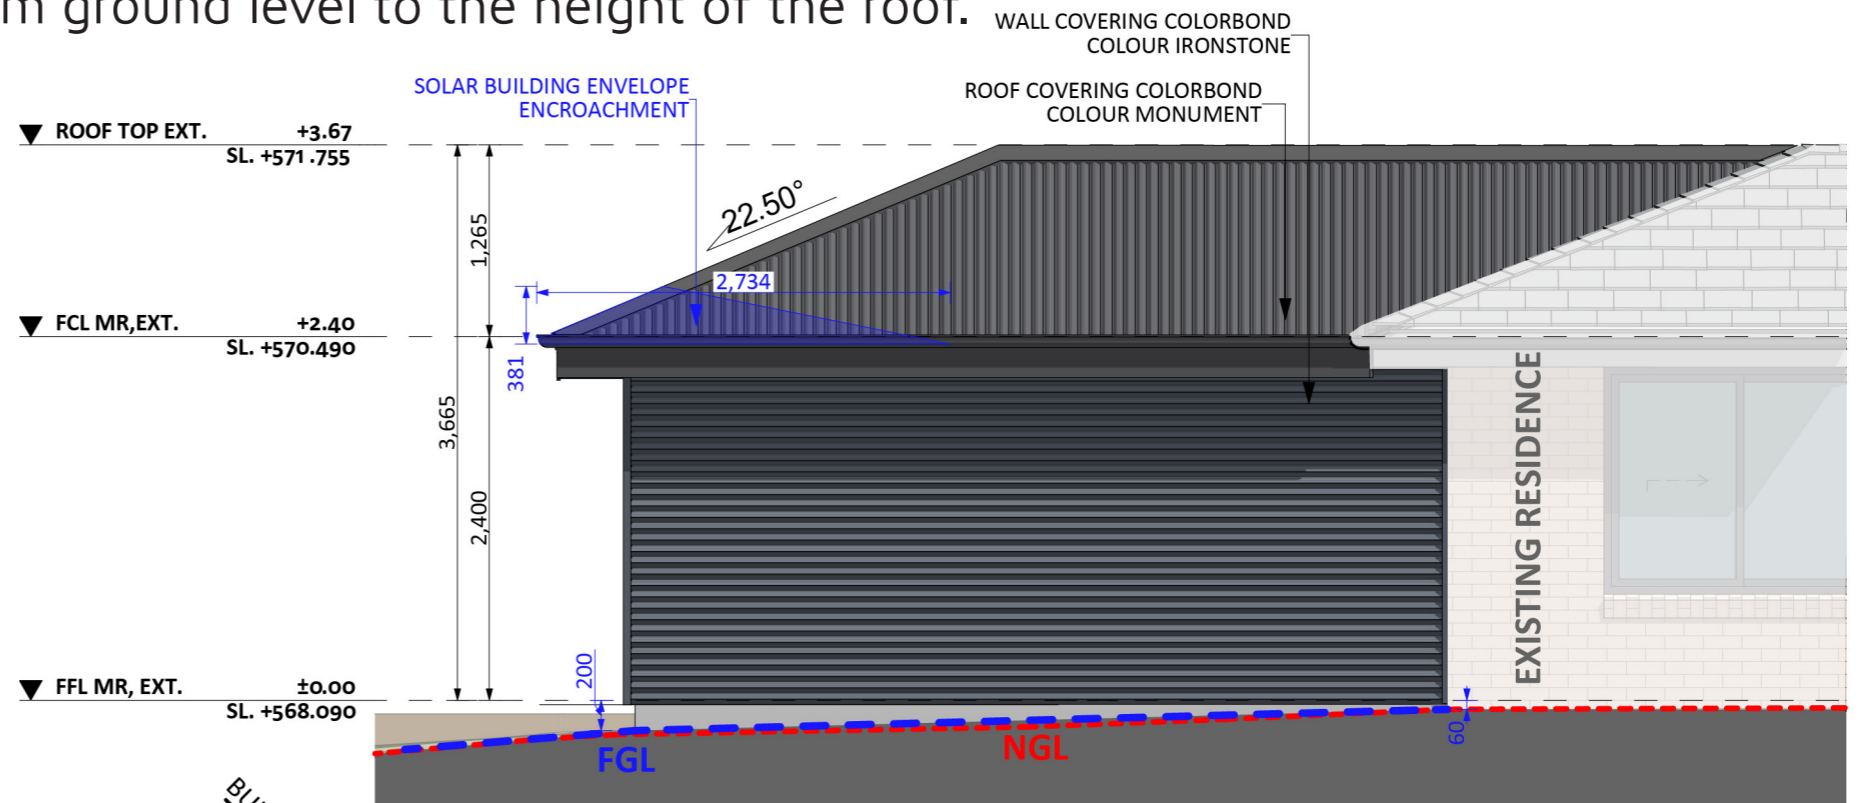 m ground level to the height of the roof.
WALL COVERING COLORBOND
COLOUR IRONSTONE
SOLAR BUILDING ENVELOPE
ENCROACHMENT
ROOF COVERING COLORBOND
COLOUR MONUMENT
ROOF TOP EXT. +3.67
SL. +571.755
22.50°
1,265
2,734
FCL MR,EXT. +2.40
SL. +570.490
381
3,665
2,400
EXISTING RESIDENCE
200
FFL MR, EXT. ±0.00
SL. +568.090
60
FGL
NGL